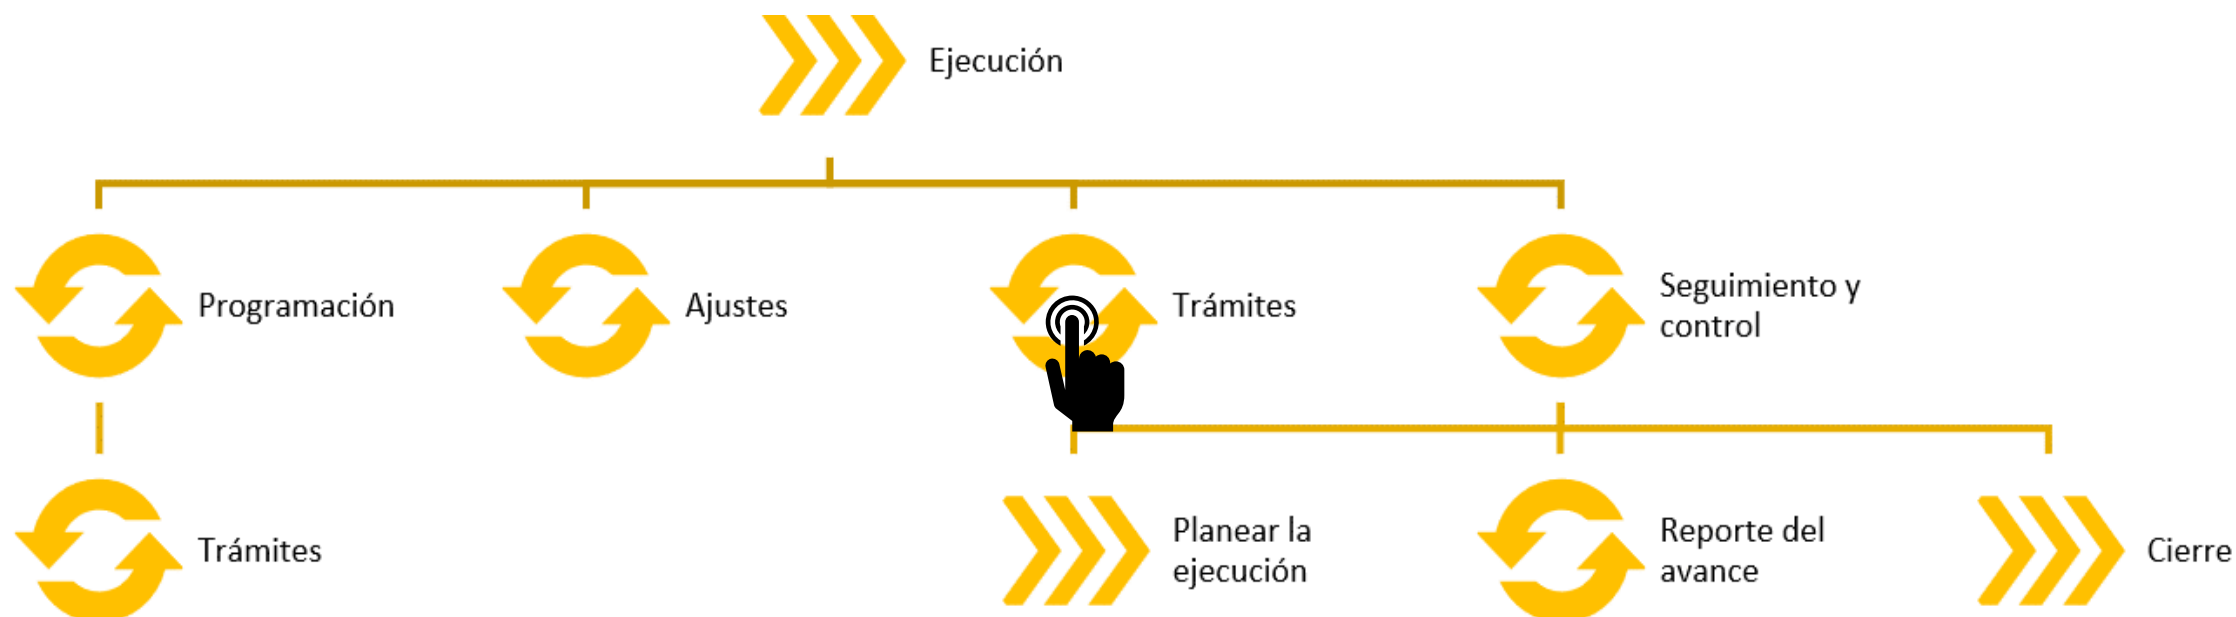 Ejecución
Programación
Ajustes
Trámites
Seguimiento y
control
Trámites
Planear la
ejecución
Reporte del
avance
Cierre